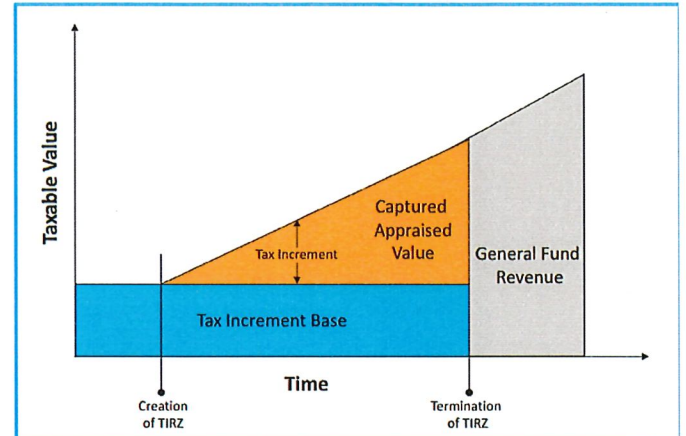 Taxable Value
Captured
Appraised
Value
Tax Increment
General Fund
Revenue
Tax Increment Base
Time
Creation
of TIRZ
Termination
of TIRZ